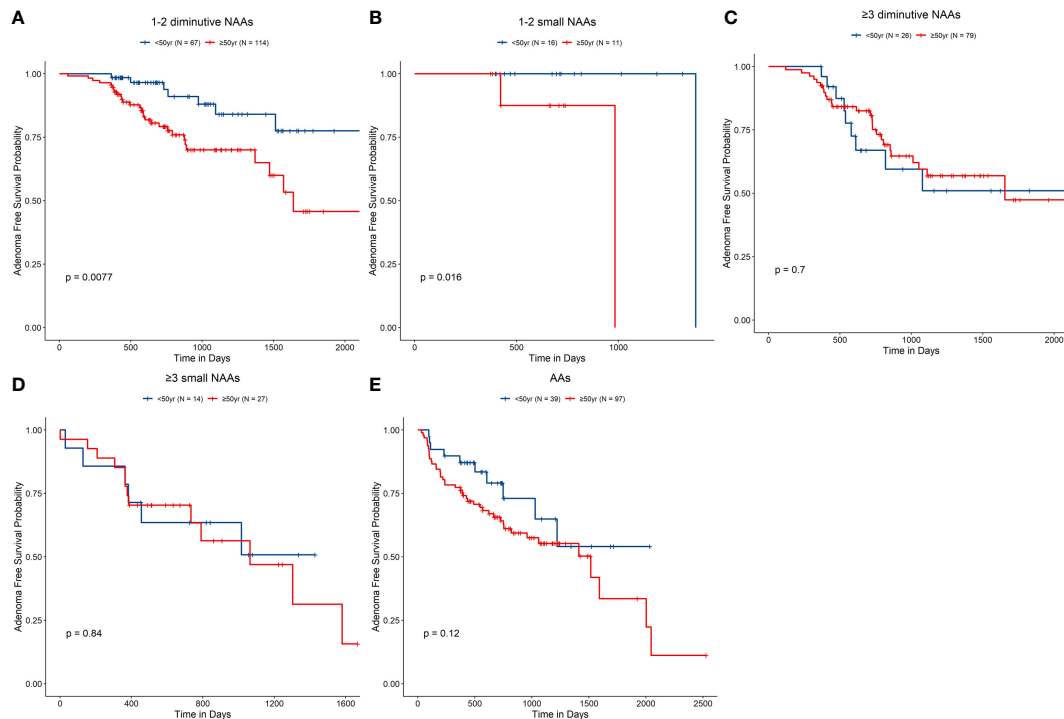 A
1-2 diminutive NAAs
<50yr (N = 67) ≥50yr (N = 114)
Adenoma Free Survival Probability
1.00
0.75
0.50
0.25
0.00
p = 0.0077
0 500 1000 1500 2000
Time in Days
B
1-2 small NAAs
<50yr (N = 16) ≥50yr (N = 11)
Adenoma Free Survival Probability
1.00
0.75
0.50
0.25
0.00
p = 0.016
0 500 1000
Time in Days
C
≥3 diminutive NAAs
<50yr (N = 26) ≥50yr (N = 79)
Adenoma Free Survival Probability
1.00
0.75
0.50
0.25
0.00
p = 0.7
0 500 1000 1500 2000
Time in Days
D
≥3 small NAAs
<50yr (N = 14) ≥50yr (N = 27)
Adenoma Free Survival Probability
1.00
0.75
0.50
0.25
0.00
p = 0.84
0 400 800 1200 1600
Time in Days
E
AAs
<50yr (N = 39) ≥50yr (N = 97)
Adenoma Free Survival Probability
1.00
0.75
0.50
0.25
0.00
p = 0.12
0 500 1000 1500 2000 2500
Time in Days